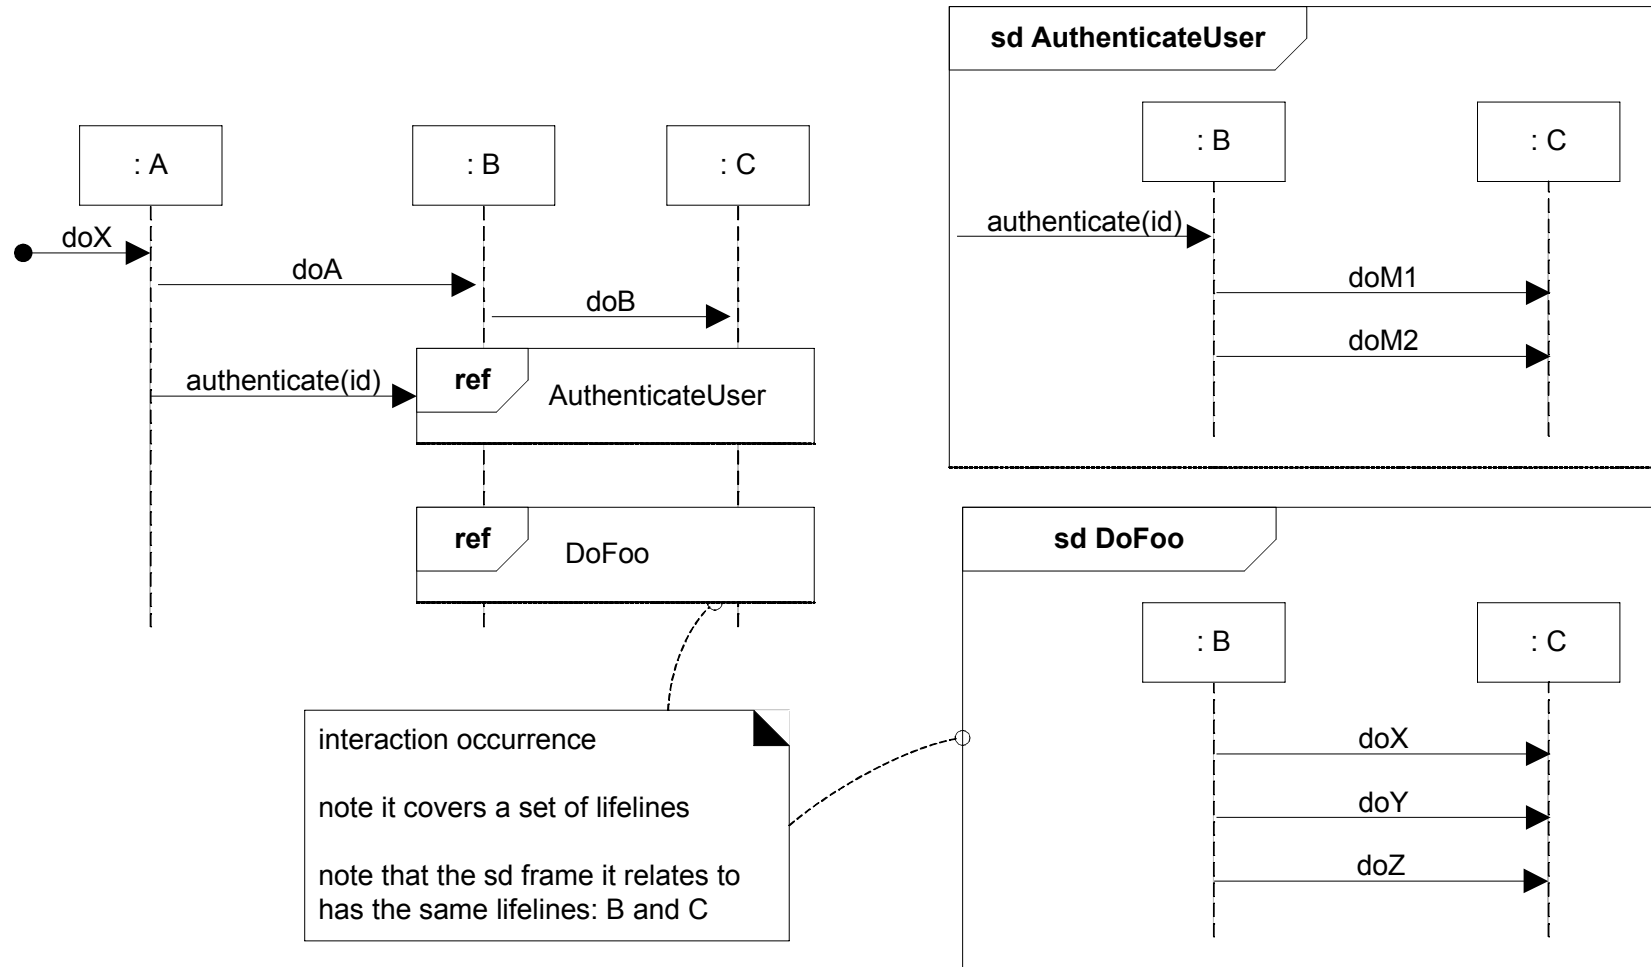 : A
: B
: C
doX
doA
doB
authenticate(id)
ref
AuthenticateUser
ref
DoFoo
interaction occurrence
note it covers a set of lifelines
note that the sd frame it relates to
has the same lifelines: B and C
sd AuthenticateUser
: B
: C
authenticate(id)
doM1
doM2
sd DoFoo
: B
: C
doX
doY
doZ